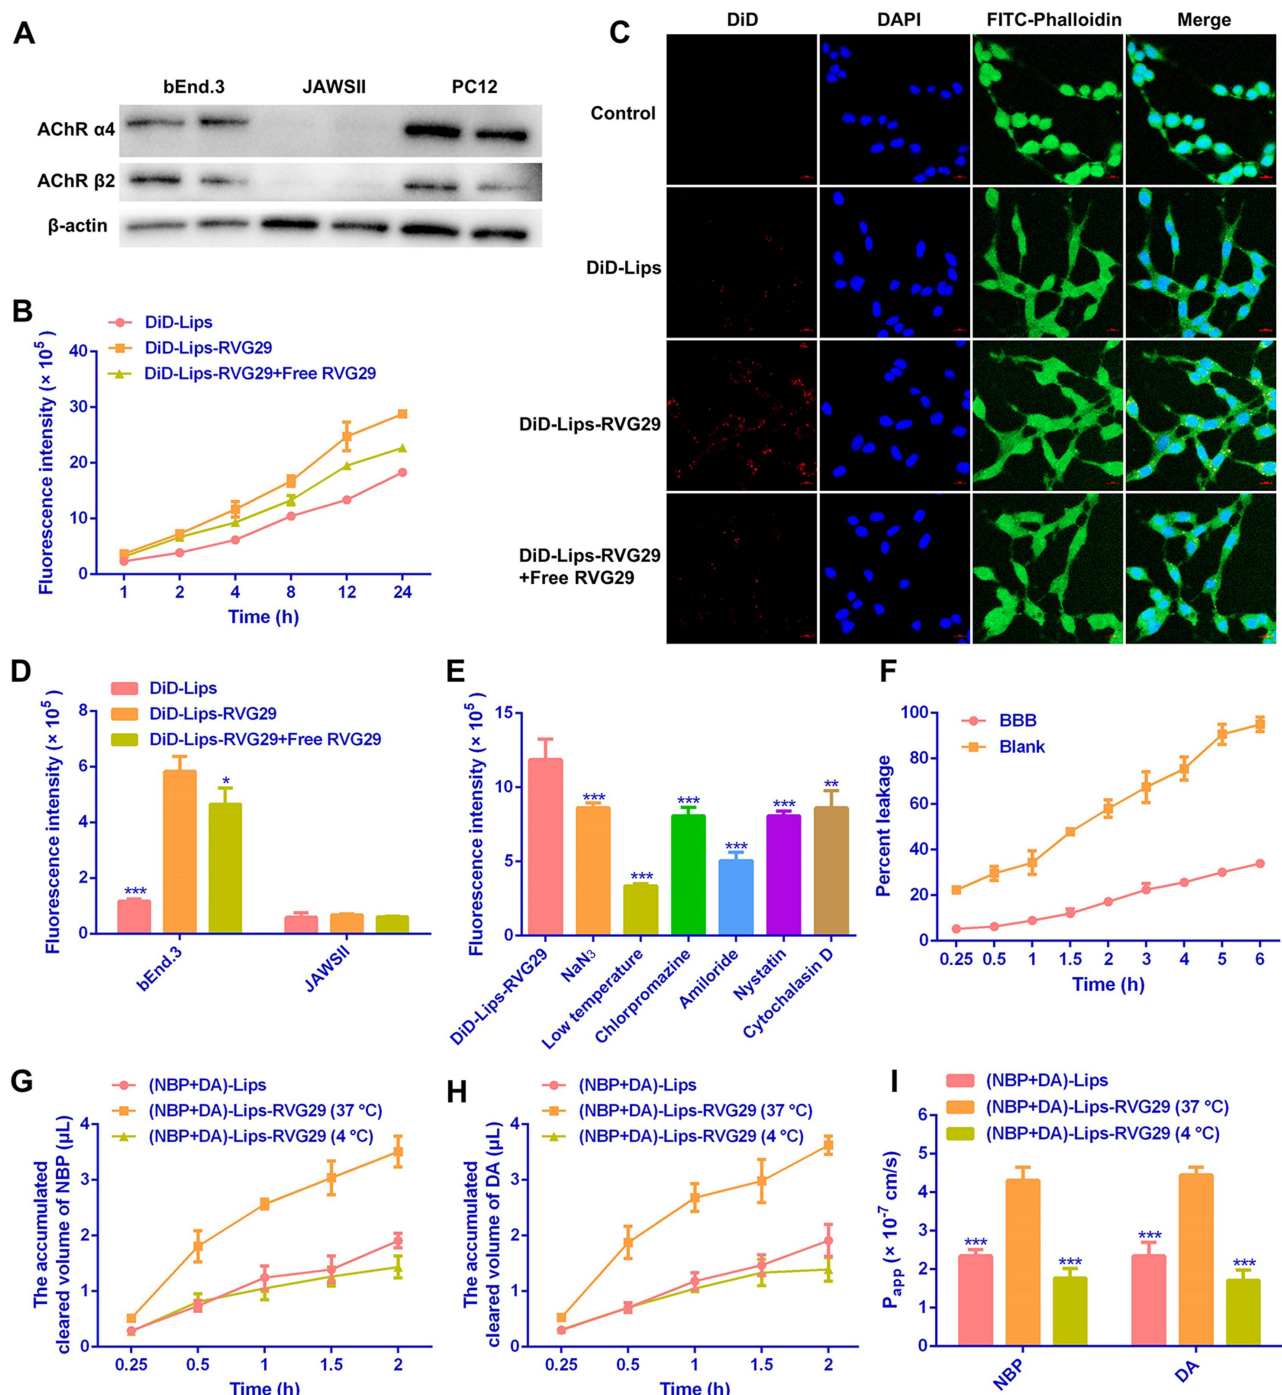 A
bEnd.3 JAWSII PC12
AChR α4
AChR β2
β-actin
B
DiD-Lips
DiD-Lips-RVG29
DiD-Lips-RVG29+Free RVG29
Fluorescence intensity (× 10⁵)
40
30
20
10
0
1 2 4 8 12 24
Time (h)
C
DiD DAPI FITC-Phalloidin Merge
Control
DiD-Lips
DiD-Lips-RVG29
DiD-Lips-RVG29
+Free RVG29
D
DiD-Lips
DiD-Lips-RVG29
DiD-Lips-RVG29+Free RVG29
Fluorescence intensity (× 10⁵)
8
6
4
2
0
***
*
bEnd.3 JAWSII
E
Fluorescence intensity (× 10⁵)
15
10
5
0
*** *** *** *** *** **
DiD-Lips-RVG29 NaN₃ Low temperature Chlorpromazine Amiloride Nystatin Cytochalasin D
F
BBB
Blank
Percent leakage
100
80
60
40
20
0
0.25 0.5 1 1.5 2 3 4 5 6
Time (h)
G
(NBP+DA)-Lips
(NBP+DA)-Lips-RVG29 (37 °C)
(NBP+DA)-Lips-RVG29 (4 °C)
The accumulated
cleared volume of NBP (µL)
4
3
2
1
0
0.25 0.5 1 1.5 2
Time (h)
H
(NBP+DA)-Lips
(NBP+DA)-Lips-RVG29 (37 °C)
(NBP+DA)-Lips-RVG29 (4 °C)
The accumulated
cleared volume of DA (µL)
4
3
2
1
0
0.25 0.5 1 1.5 2
Time (h)
I
(NBP+DA)-Lips
(NBP+DA)-Lips-RVG29 (37 °C)
(NBP+DA)-Lips-RVG29 (4 °C)
Papp (× 10⁻⁷ cm/s)
6
5
4
3
2
1
0
*** *** *** ***
NBP DA